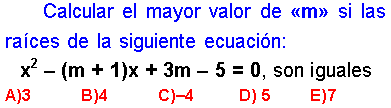 Calcular el mayor valor de «m» si las
raíces de la siguiente ecuación:
x² – (m + 1)x + 3m – 5 = 0, son iguales
A)3 B)4 C)–4 D) 5 E)7